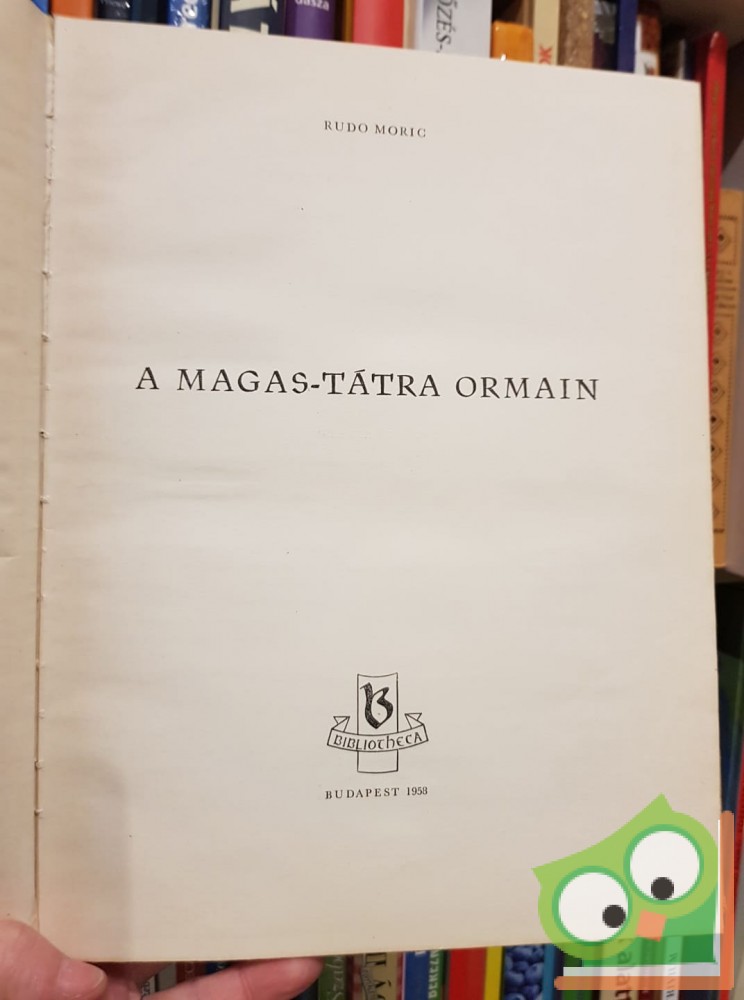 RUDO MORIC
A MAGAS-TÁTRA ORMAIN
B
BIBLIOTHECA
BUDAPEST 1958